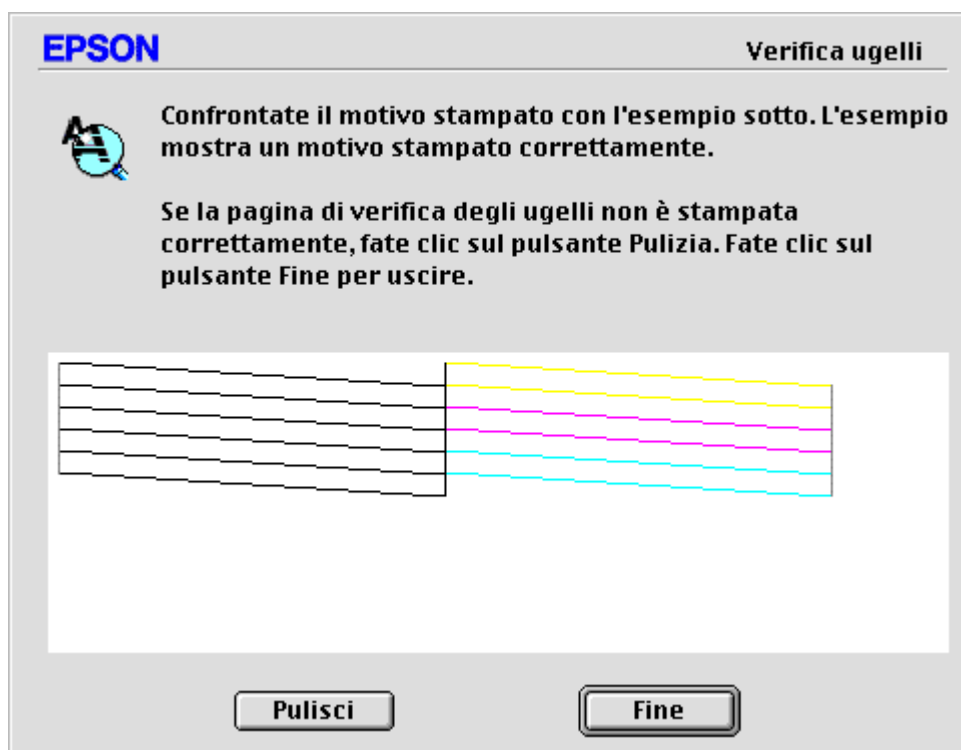 EPSON
Verifica ugelli
Confrontate il motivo stampato con l'esempio sotto. L'esempio
mostra un motivo stampato correttamente.
Se la pagina di verifica degli ugelli non è stampata
correttamente, fate clic sul pulsante Pulizia. Fate clic sul
pulsante Fine per uscire.
Pulisci
Fine